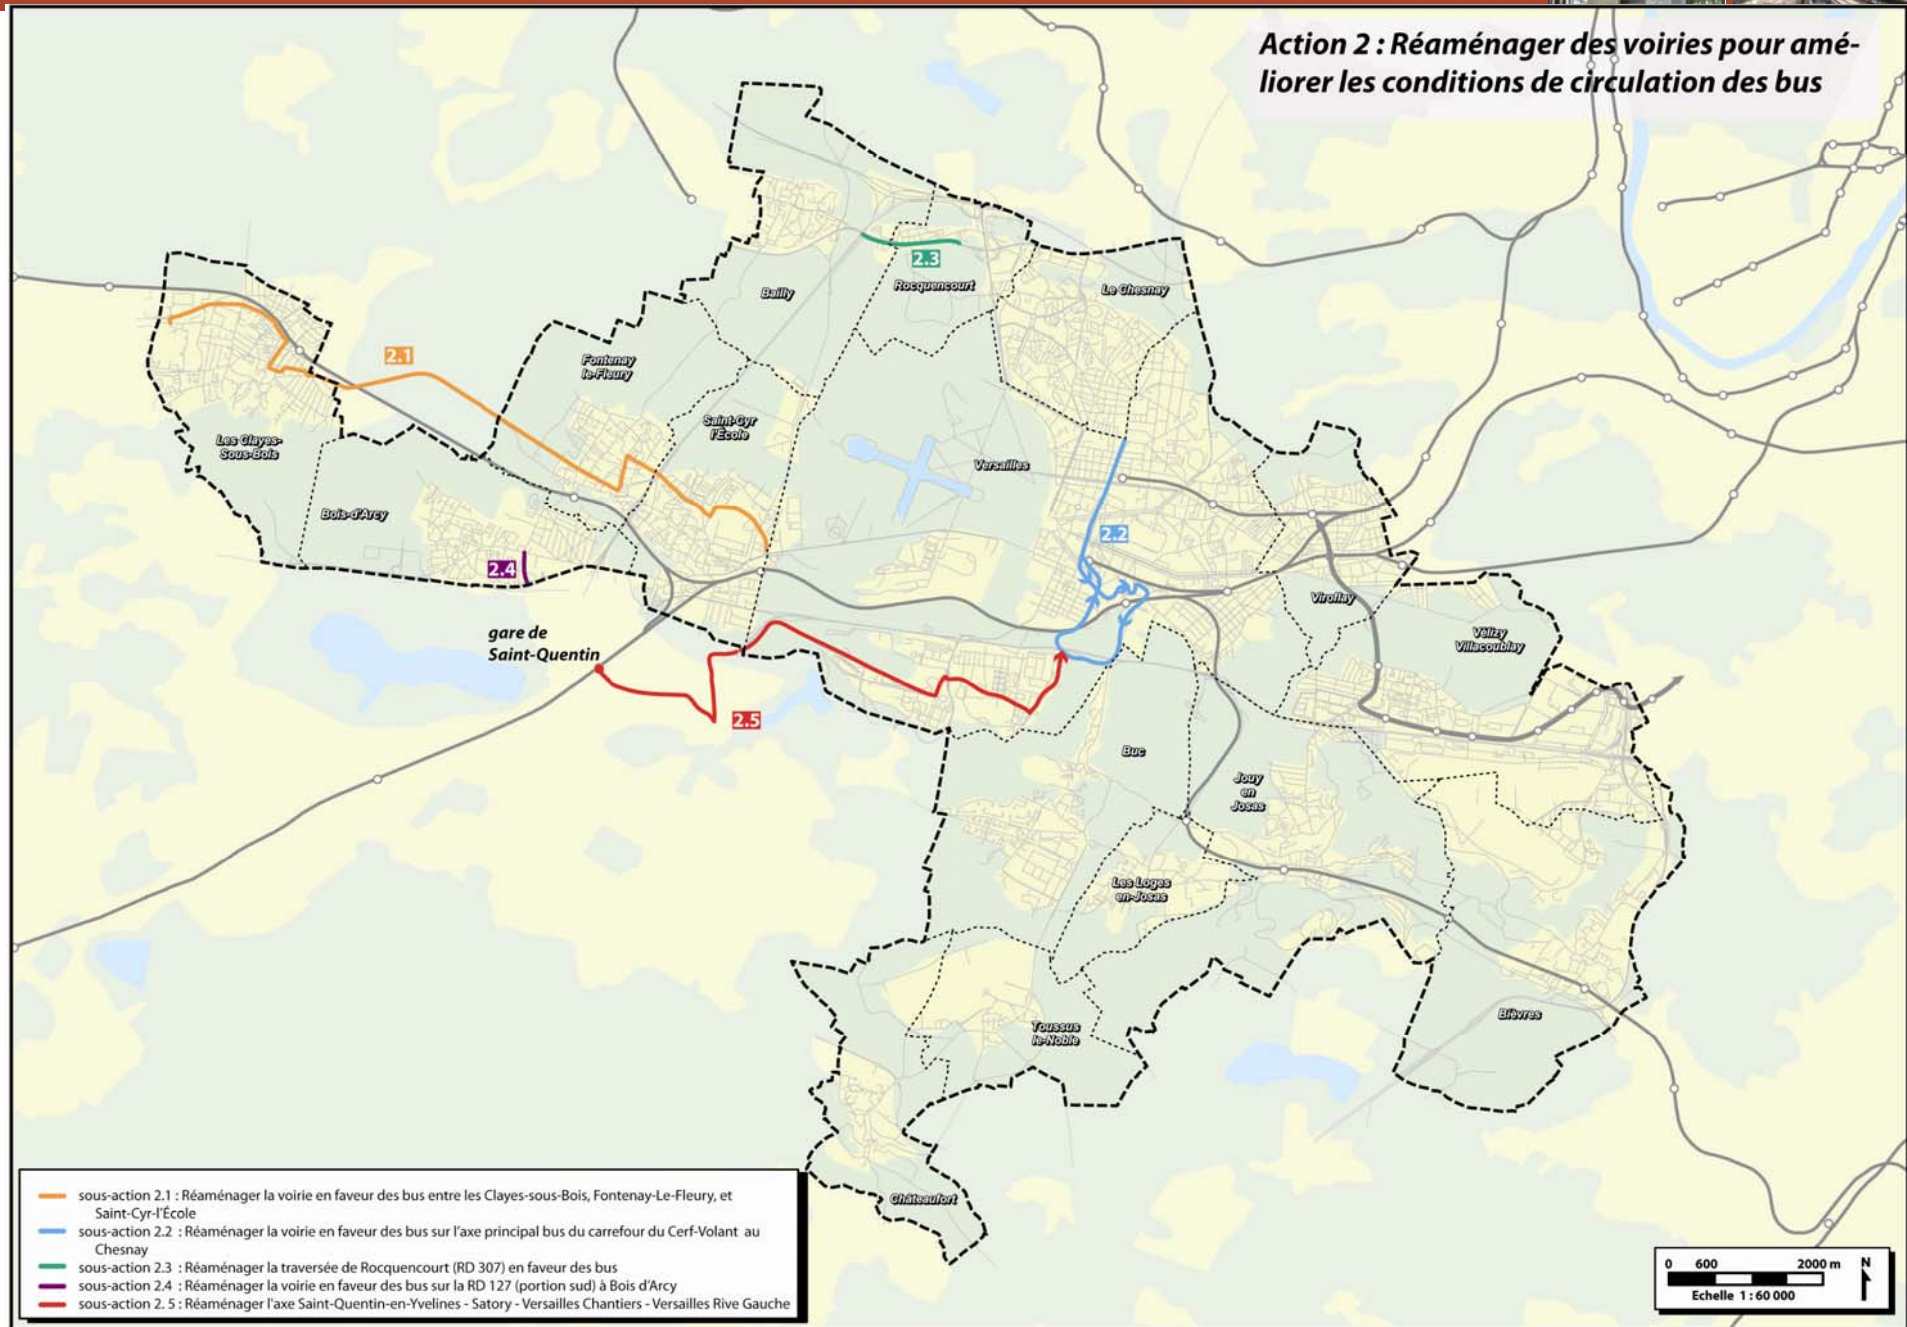 Action 2 : Réaménager des voiries pour amé-
liorer les conditions de circulation des bus
2.3
Rocquencourt
Bailly
Le Chesnay
2.1
Fontenay
le-Fleury
Saint-Cyr
l'École
Les Clayes-
Sous-Bois
Versailles
Bois-d'Arcy
2.2
2.4
Viroflay
gare de
Saint-Quentin
Vélizy
Villacoublay
2.5
Buc
Jouy
en
Josas
Les Loges
en-Josas
Toussus
le-Noble
Bièvres
Châteaufort
sous-action 2.1 : Réaménager la voirie en faveur des bus entre les Clayes-sous-Bois, Fontenay-Le-Fleury, et
Saint-Cyr-l'École
sous-action 2.2 : Réaménager la voirie en faveur des bus sur l'axe principal bus du carrefour du Cerf-Volant au
Chesnay
sous-action 2.3 : Réaménager la traversée de Rocquencourt (RD 307) en faveur des bus
sous-action 2.4 : Réaménager la voirie en faveur des bus sur la RD 127 (portion sud) à Bois d'Arcy
sous-action 2. 5 : Réaménager l'axe Saint-Quentin-en-Yvelines - Satory - Versailles Chantiers - Versailles Rive Gauche
0 600 2000 m N
Echelle 1 : 60 000